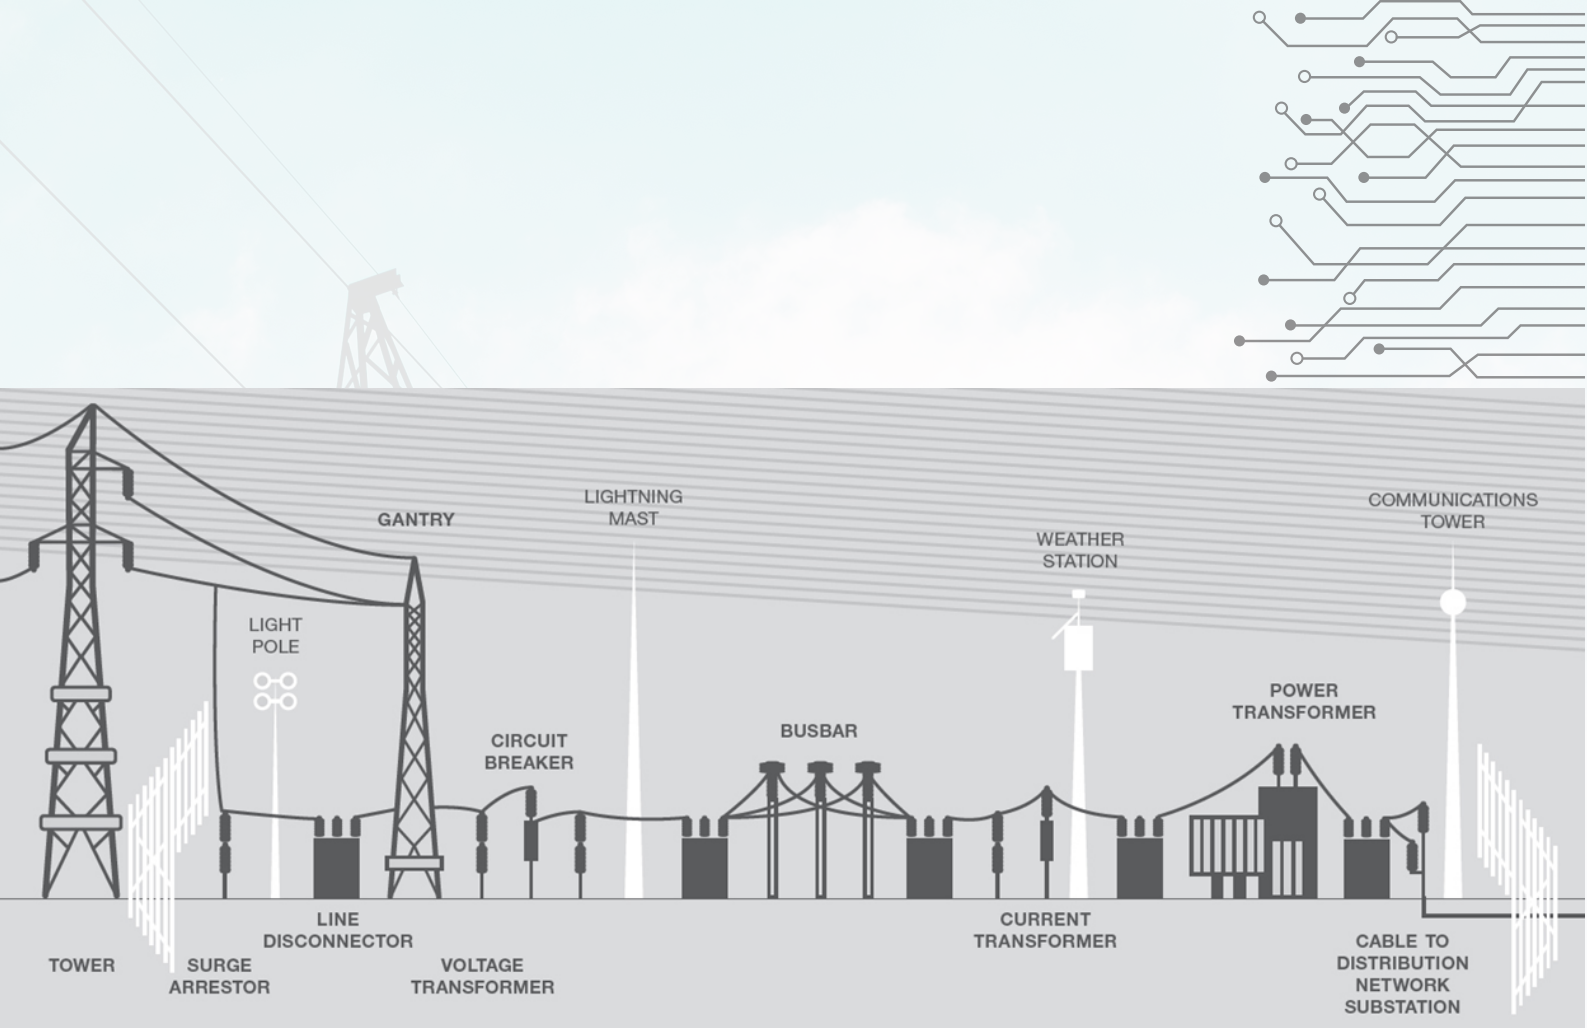 LIGHTNING
MAST
COMMUNICATIONS
TOWER
GANTRY
WEATHER
STATION
LIGHT
POLE
POWER
TRANSFORMER
CIRCUIT
BREAKER
BUSBAR
LINE
DISCONNECTOR
CURRENT
TRANSFORMER
TOWER
SURGE
ARRESTOR
VOLTAGE
TRANSFORMER
CABLE TO
DISTRIBUTION
NETWORK
SUBSTATION